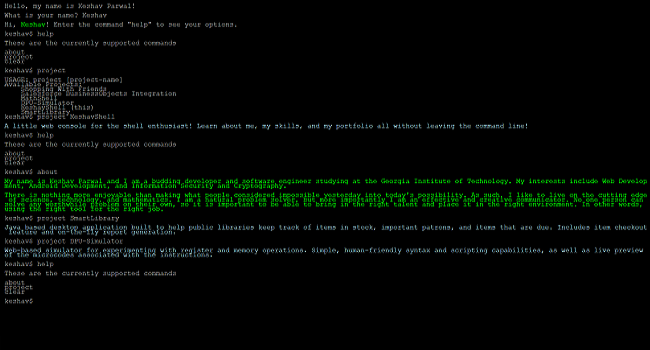 Hello, my name is Keshav Parwal!
What is your name? Keshav
Hi, Keshav! Enter the command "help" to see your options.
keshav$ help
These are the currently supported commands
about
project
clear
keshav$ project
USAGE: project [project-name]
Available Projects:
Shopping With Friends
Salesforce BusinessObjects Integration
MathShell
DPU-Simulator
KeshavShell (this)
SmartLibrary
keshav$ project KeshavShell
A little web console for the shell enthusiast! Learn about me, my skills, and my portfolio all without leaving the command line!
keshav$ help
These are the currently supported commands
about
project
clear
keshav$ about
My name is Keshav Parwal and I am a budding developer and software engineer studying at the Georgia Institute of Technology. My interests include Web Develop
ment, Android Development, and Information Security and Cryptography.
There is nothing more enjoyable than making what people considered impossible yesterday into today's possibility. As such, I like to live on the cutting edge
of science, technology, and mathematics. I am a natural problem solver, but more importantly I am an effective and creative communicator. No one person can
solve any worthwhile problem on their own, so it is important to be able to bring in the right talent and place it in the right environment. In other words,
using the right tool for the right job.
keshav$ project SmartLibrary
Java based desktop application built to help public libraries keep track of items in stock, important patrons, and items that are due. Includes item checkout
feature and on-the-fly report generation.
keshav$ project DPU-Simulator
Web-based simulator for experimenting with register and memory operations. Simple, human-friendly syntax and scripting capabilities, as well as live preview
of the microcodes associated with the instructions.
keshav$ help
These are the currently supported commands
about
project
clear
keshav$